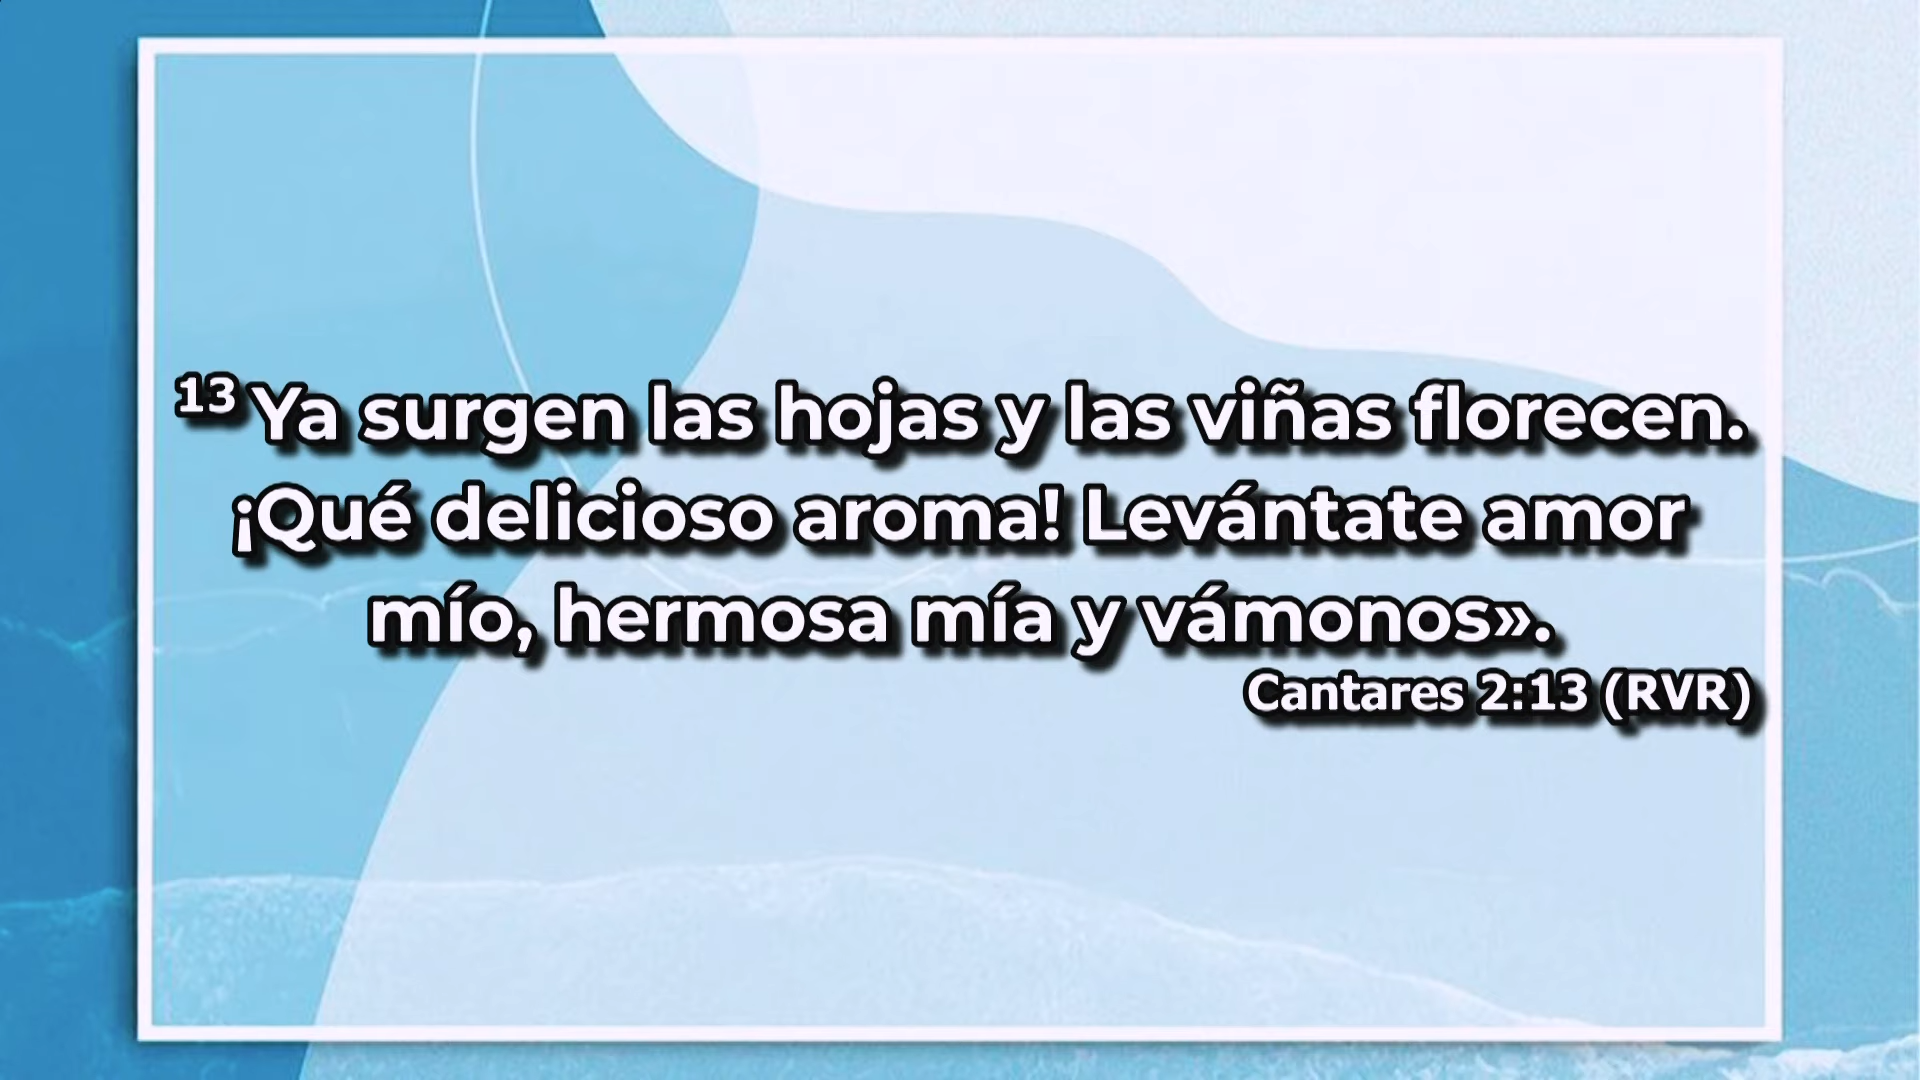 13 Ya surgen las hojas y las viñas florecen.
¡Qué delicioso aroma! Levántate amor
mío, hermosa mía y vámonos».
Cantares 2:13 (RVR)